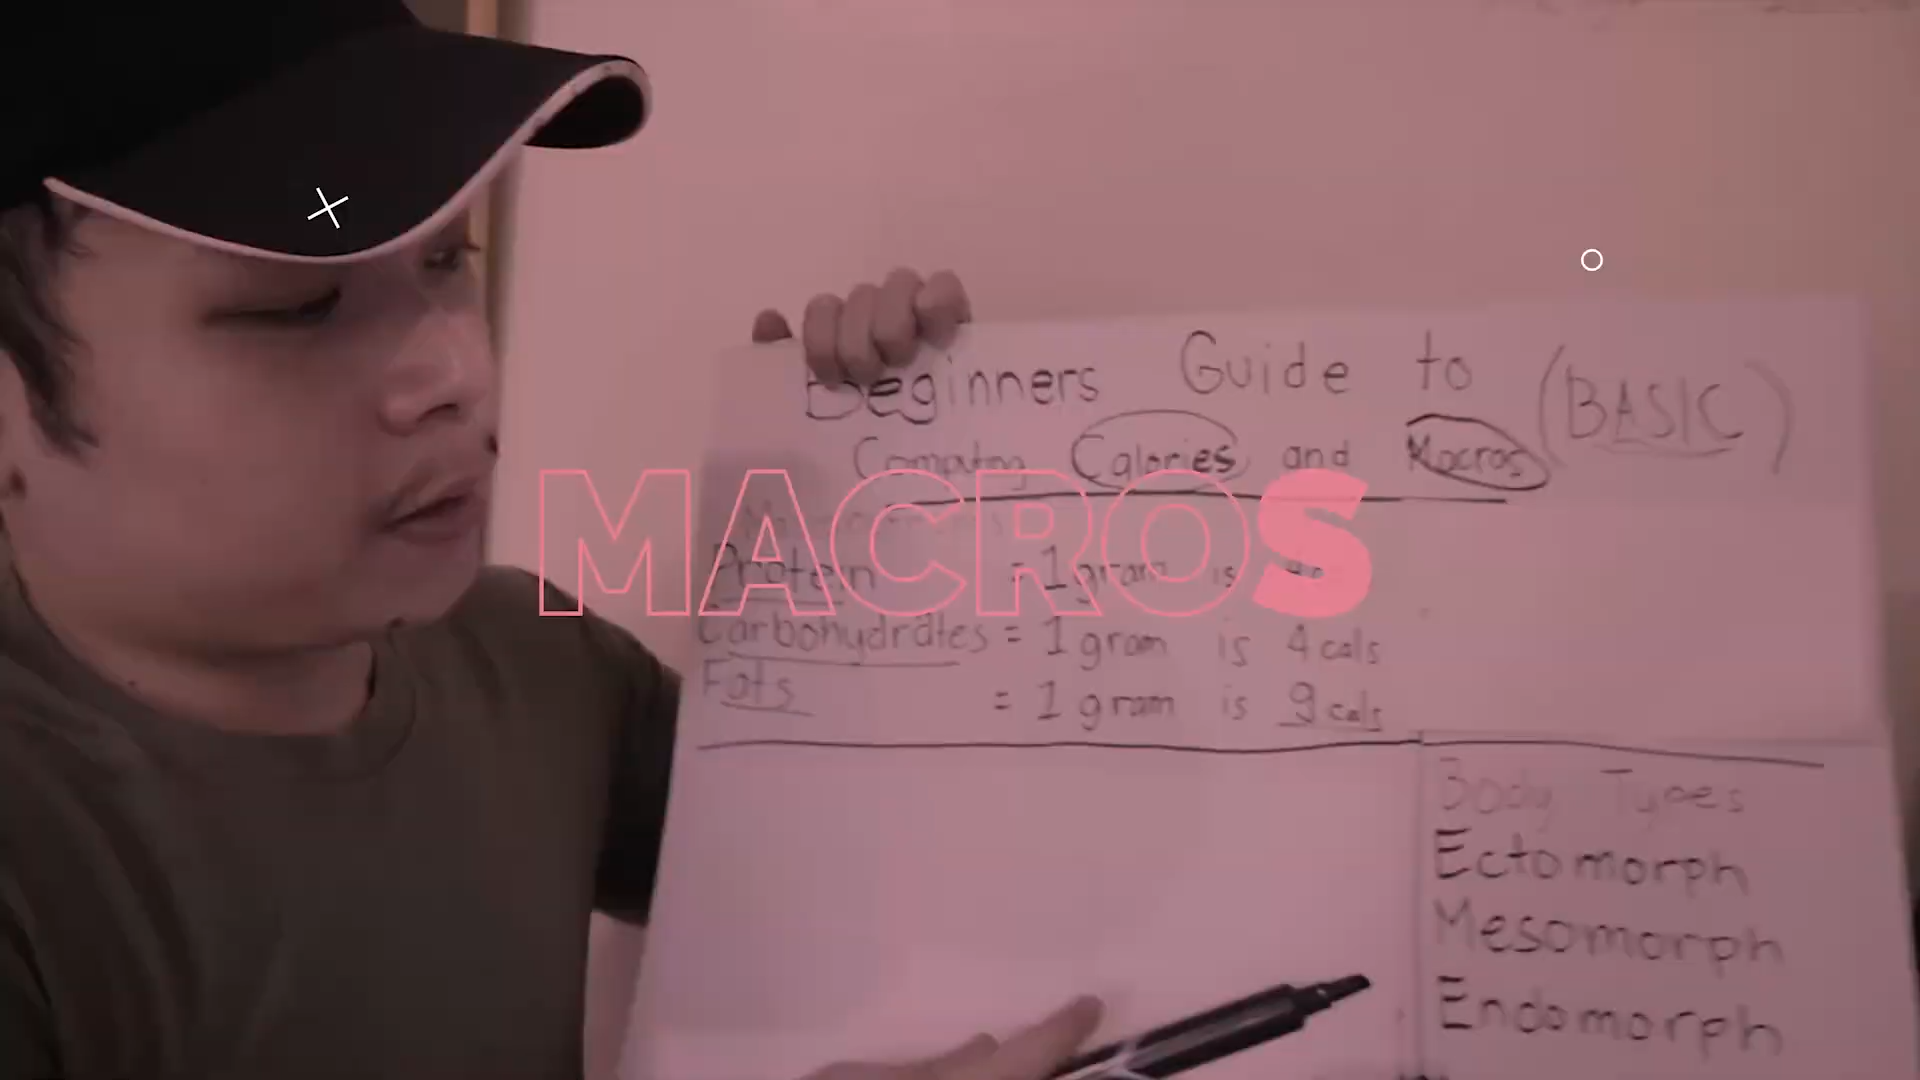 Beginners Guide to (BASIC)
Computing Calories and Macros
MACROS
Protein = 1 gram is
Carbohydrates = 1 gram is 4 cals
Fats = 1 gram is 9 cals
Body Types
Ectomorph
Mesomorph
Endomorph